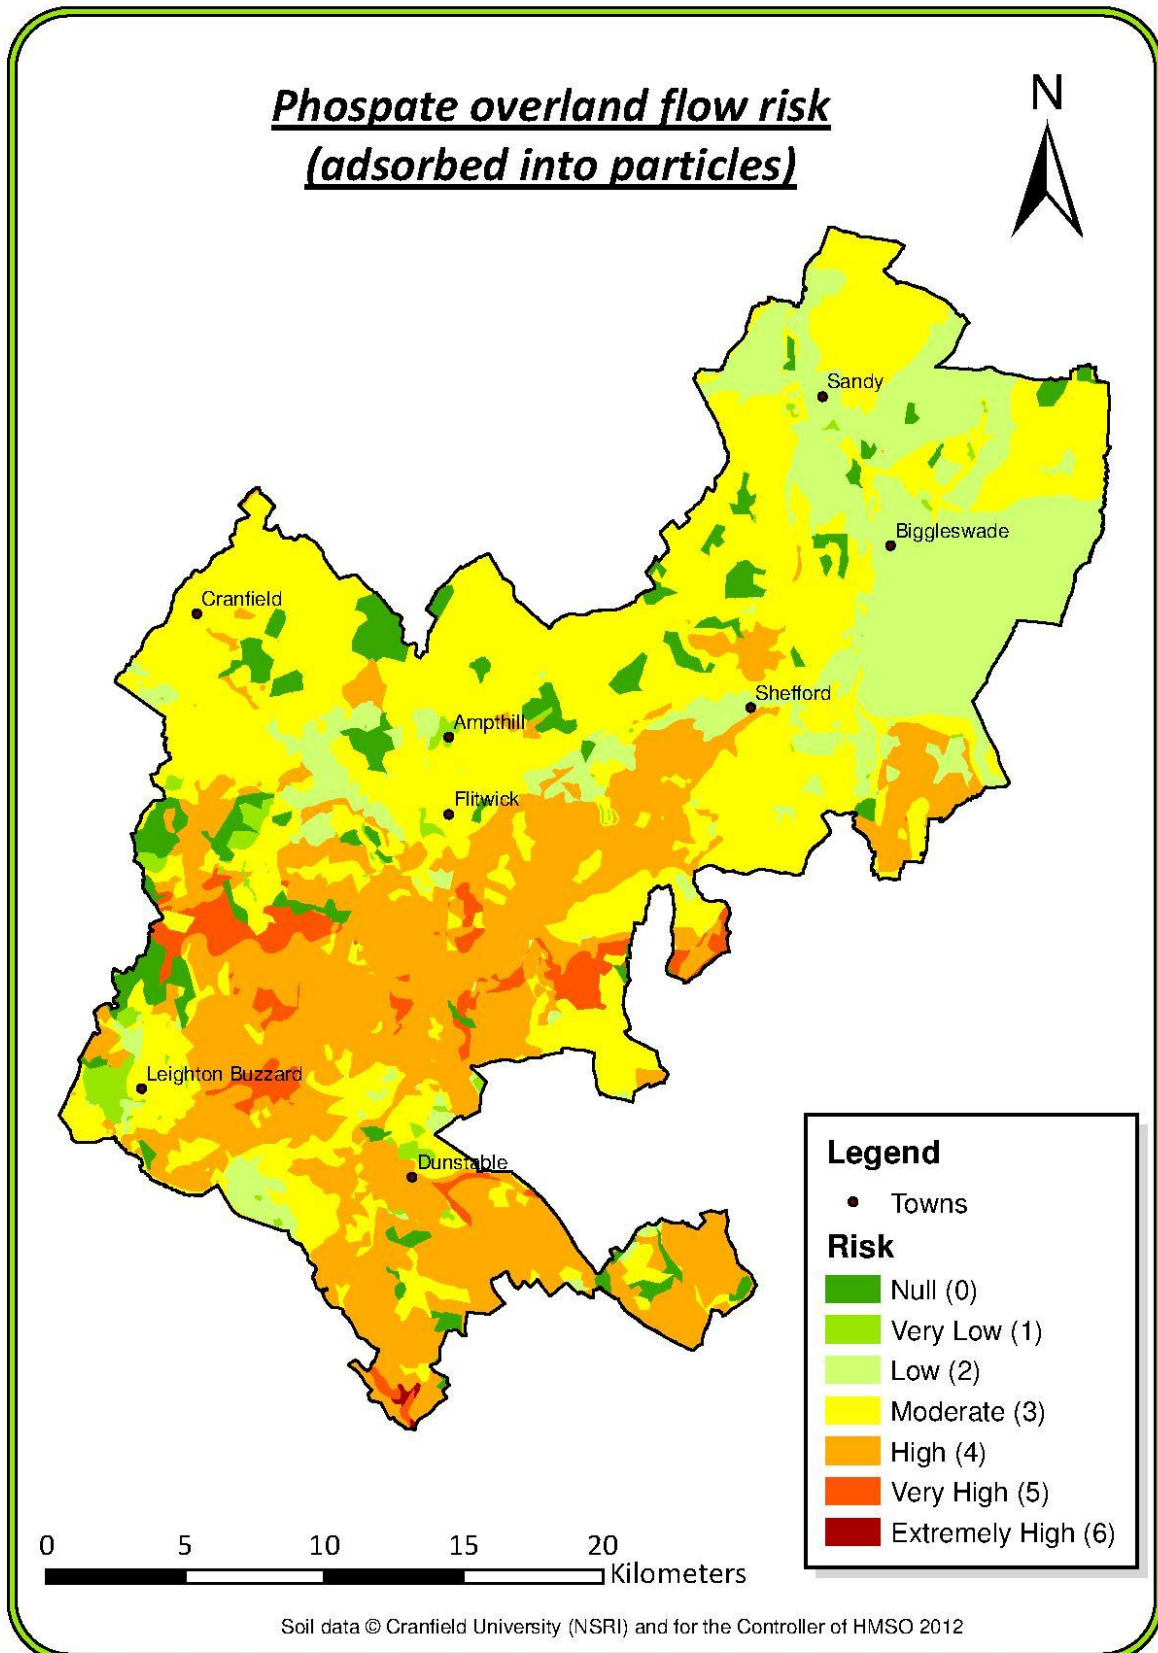 Phospate overland flow risk
(adsorbed into particles)
N
Sandy
Biggleswade
Cranfield
Shefford
Ampthill
Flitwick
Leighton Buzzard
Dunstable
Legend
Towns
Risk
Null (0)
Very Low (1)
Low (2)
Moderate (3)
High (4)
Very High (5)
Extremely High (6)
0 5 10 15 20
Kilometers
Soil data © Cranfield University (NSRI) and for the Controller of HMSO 2012